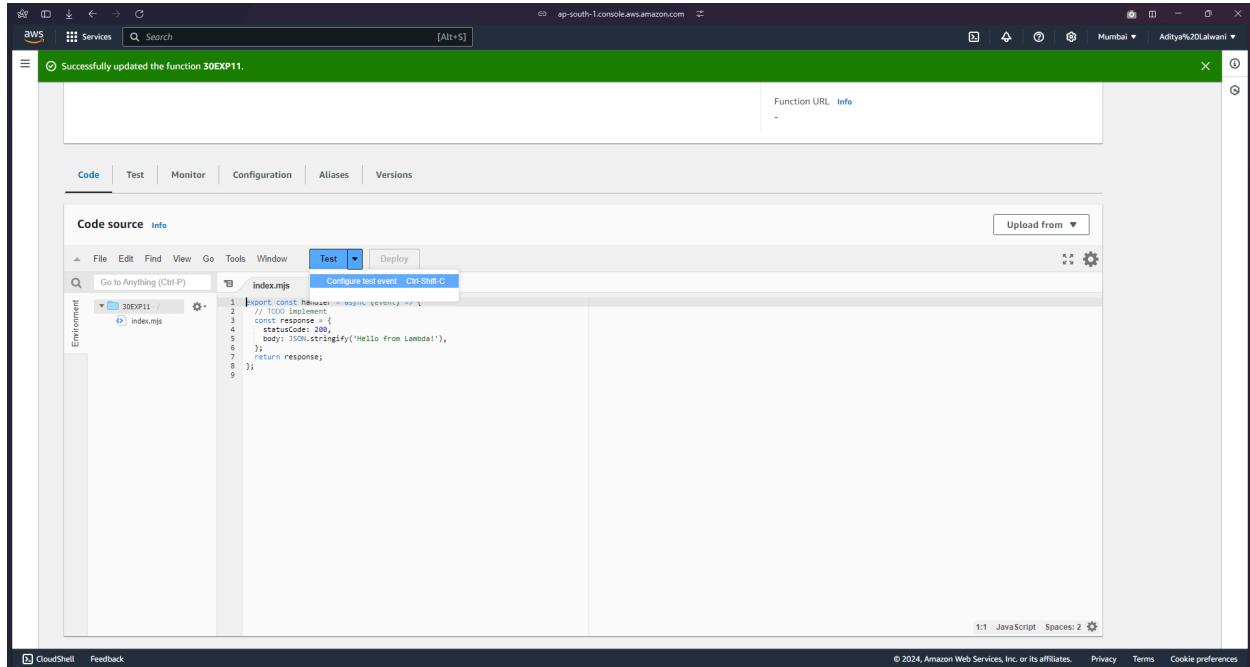 ap-south-1.console.aws.amazon.com
aws Services Search [Alt+S] Mumbai Aditya%20Lalwani
Successfully updated the function 30EXP11.
Function URL Info
-
Code Test Monitor Configuration Aliases Versions
Code source Info Upload from
File Edit Find View Go Tools Window Test Deploy
Go to Anything (Ctrl-P) index.mjs Configure test event Ctrl-Shift-C
Environment
30EXP11 /
index.mjs
1 export const handler = async (event) => {
2 // TODO implement
3 const response = {
4 statusCode: 200,
5 body: JSON.stringify('Hello from Lambda!'),
6 };
7 return response;
8 };
9
1:1 JavaScript Spaces: 2
CloudShell Feedback © 2024, Amazon Web Services, Inc. or its affiliates. Privacy Terms Cookie preferences